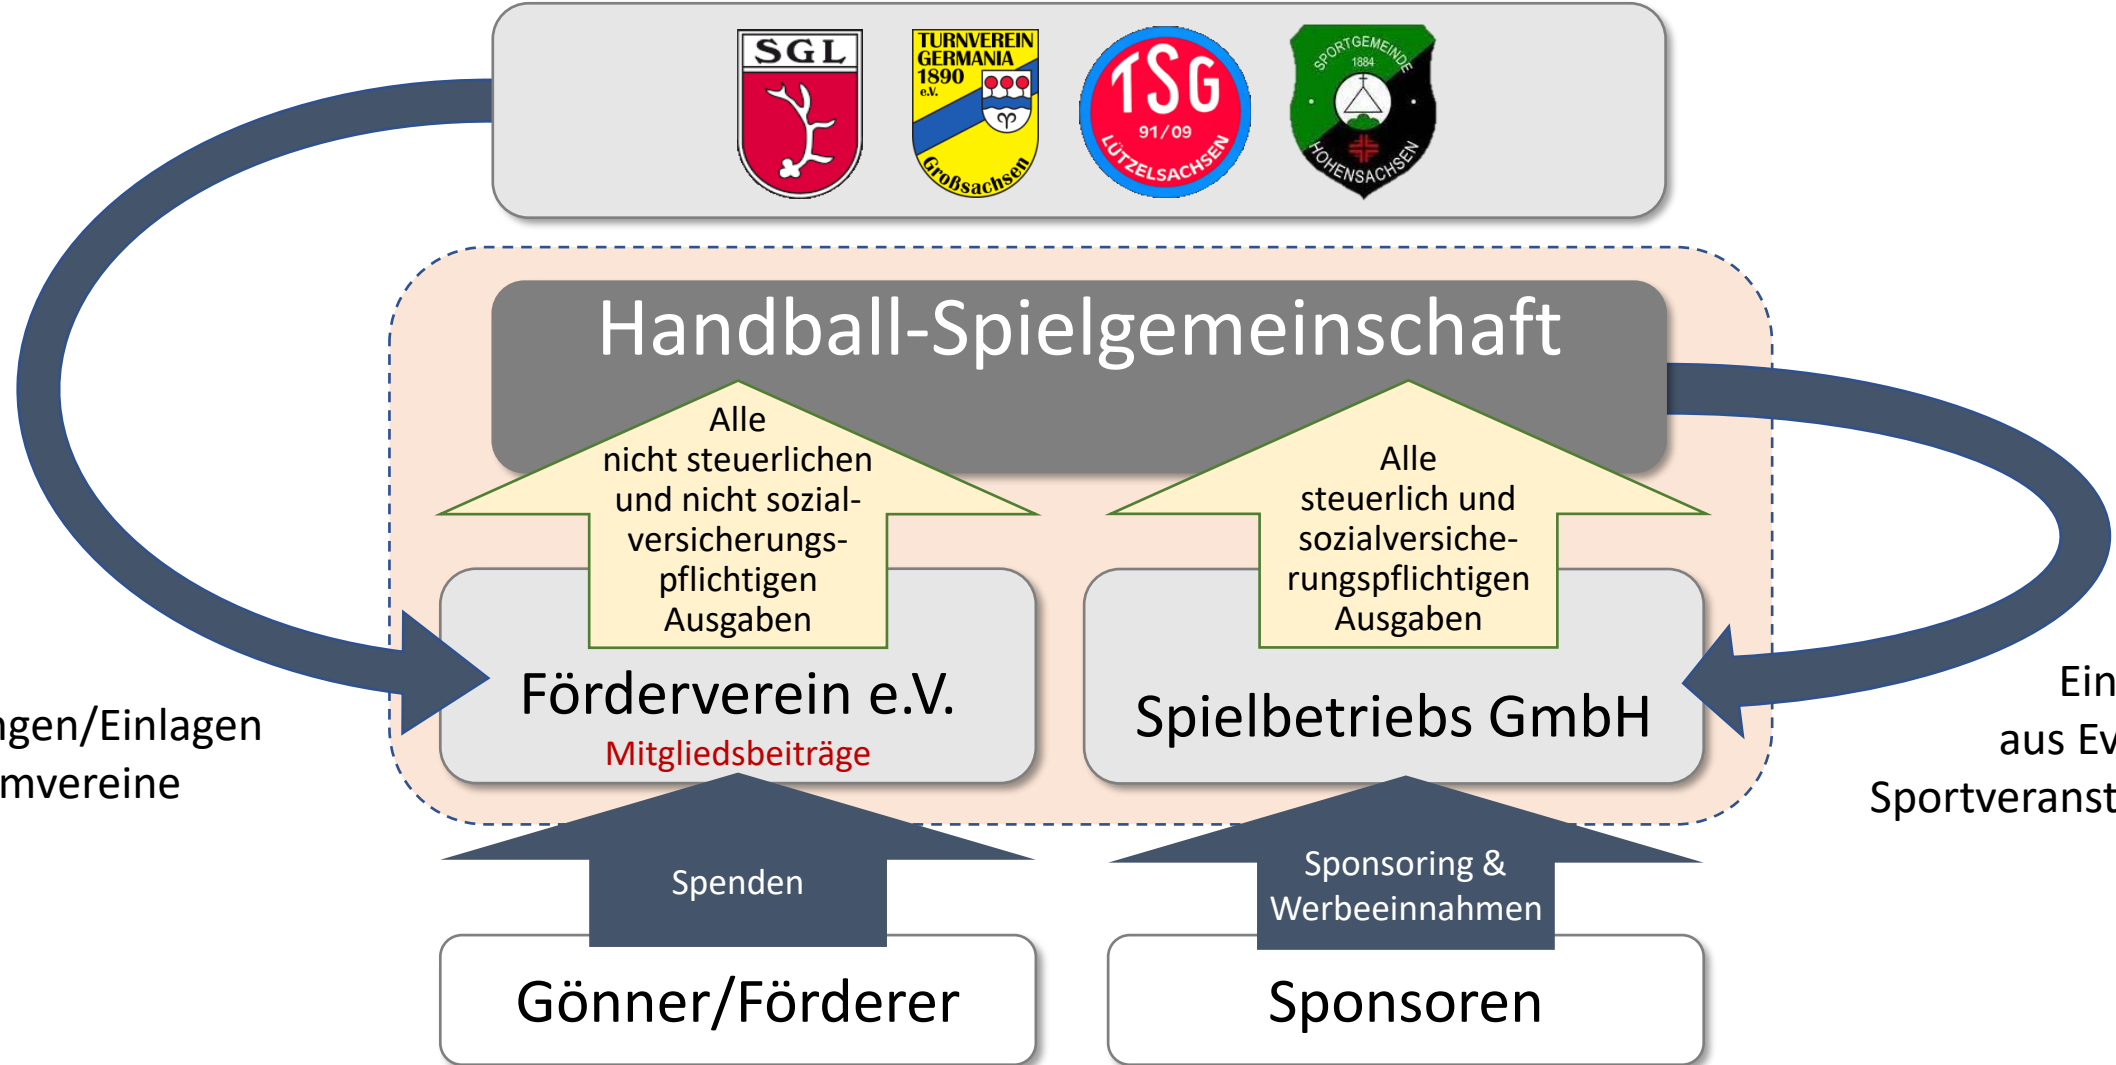 SGL
TURNVEREIN
GERMANIA
1890
e.V.
Großsachsen
TSG
91/09
LÜTZELSACHSEN
SPORTGEMEINDE
1884
HOHENSACHSEN
Handball-Spielgemeinschaft
Alle
nicht steuerlichen
und nicht sozial-
versicherungs-
pflichtigen
Ausgaben
Alle
steuerlich und
sozialversiche-
rungspflichtigen
Ausgaben
Förderverein e.V.
Mitgliedsbeiträge
Spielbetriebs GmbH
ngen/Einlagen
mvereine
Ein
aus Ev
Sportveranst
Spenden
Sponsoring &
Werbeeinnahmen
Gönner/Förderer
Sponsoren